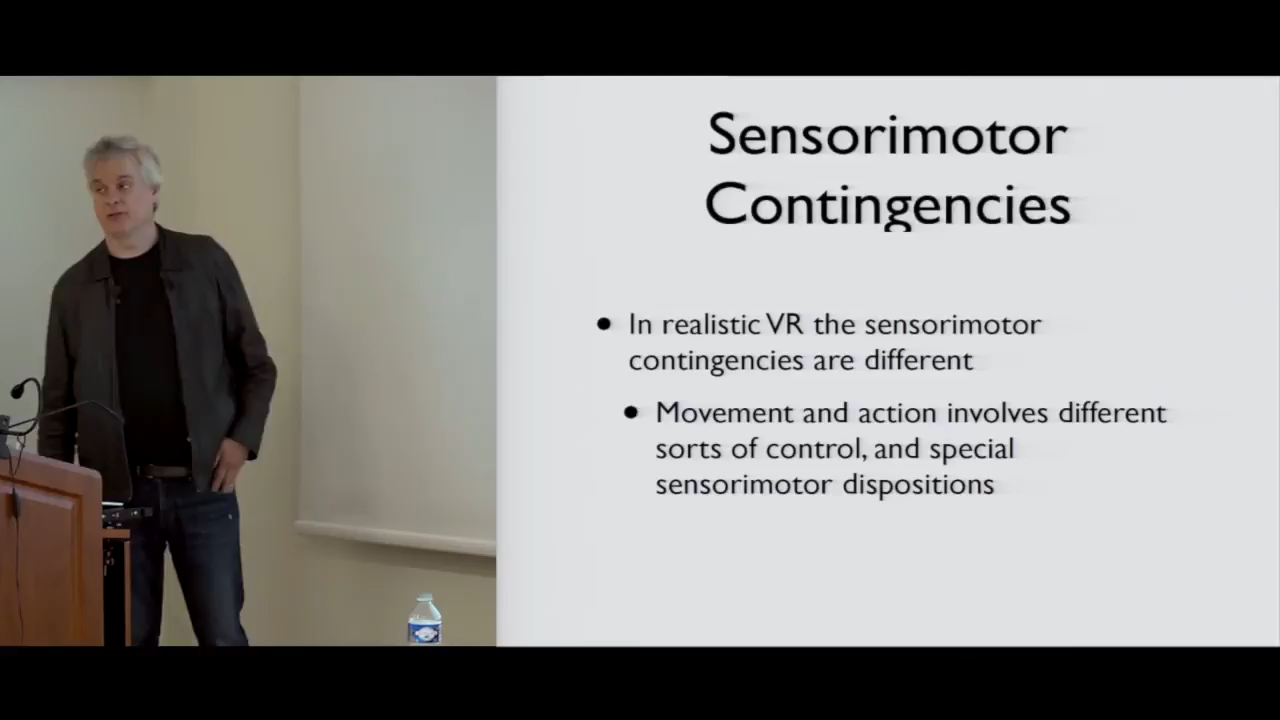 Sensorimotor
Contingencies
• In realistic VR the sensorimotor
contingencies are different
• Movement and action involves different
sorts of control, and special
sensorimotor dispositions